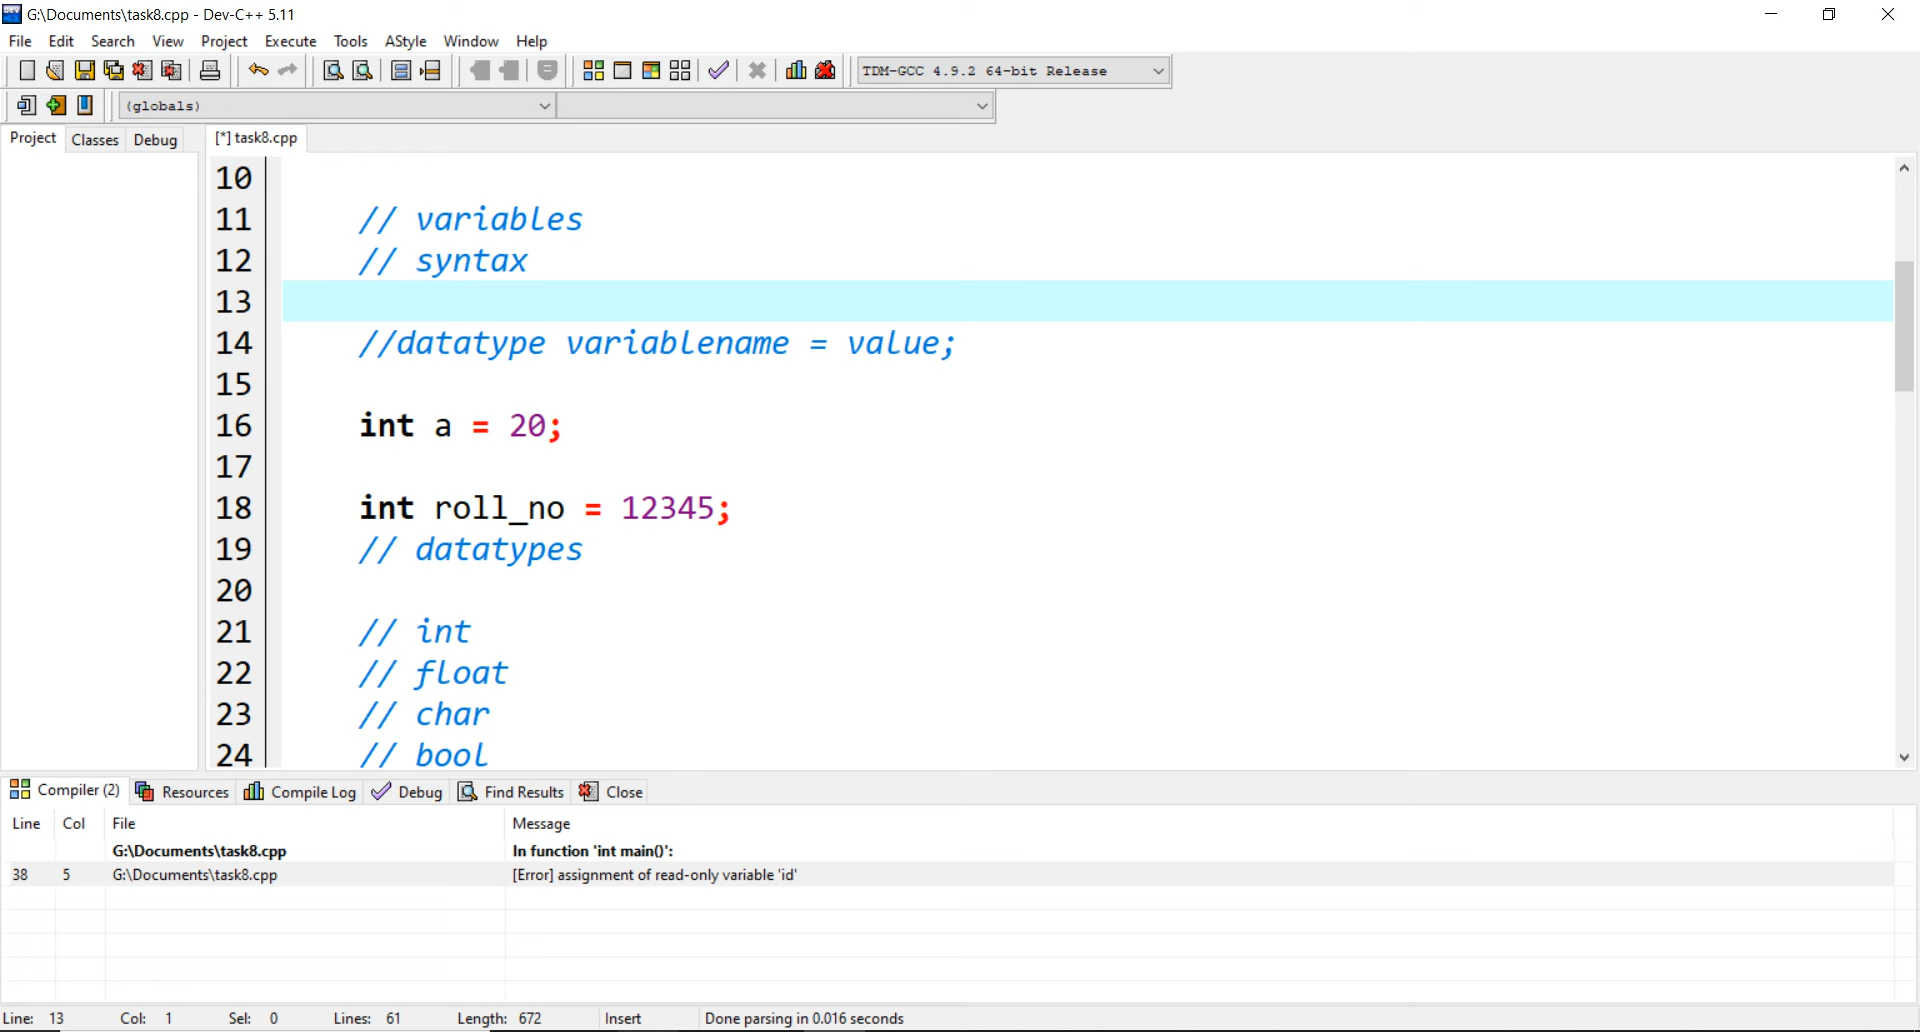 G:\Documents\task8.cpp - Dev-C++ 5.11
File Edit Search View Project Execute Tools AStyle Window Help
TDM-GCC 4.9.2 64-bit Release
(globals)
Project Classes Debug [*] task8.cpp
10
11 // variables
12 // syntax
13
14 //datatype variablename = value;
15
16 int a = 20;
17
18 int roll_no = 12345;
19 // datatypes
20
21 // int
22 // float
23 // char
24 // bool
Compiler (2) Resources Compile Log Debug Find Results Close
Line Col File Message
G:\Documents\task8.cpp In function 'int main()':
38 5 G:\Documents\task8.cpp [Error] assignment of read-only variable 'id'
Line: 13 Col: 1 Sel: 0 Lines: 61 Length: 672 Insert Done parsing in 0.016 seconds